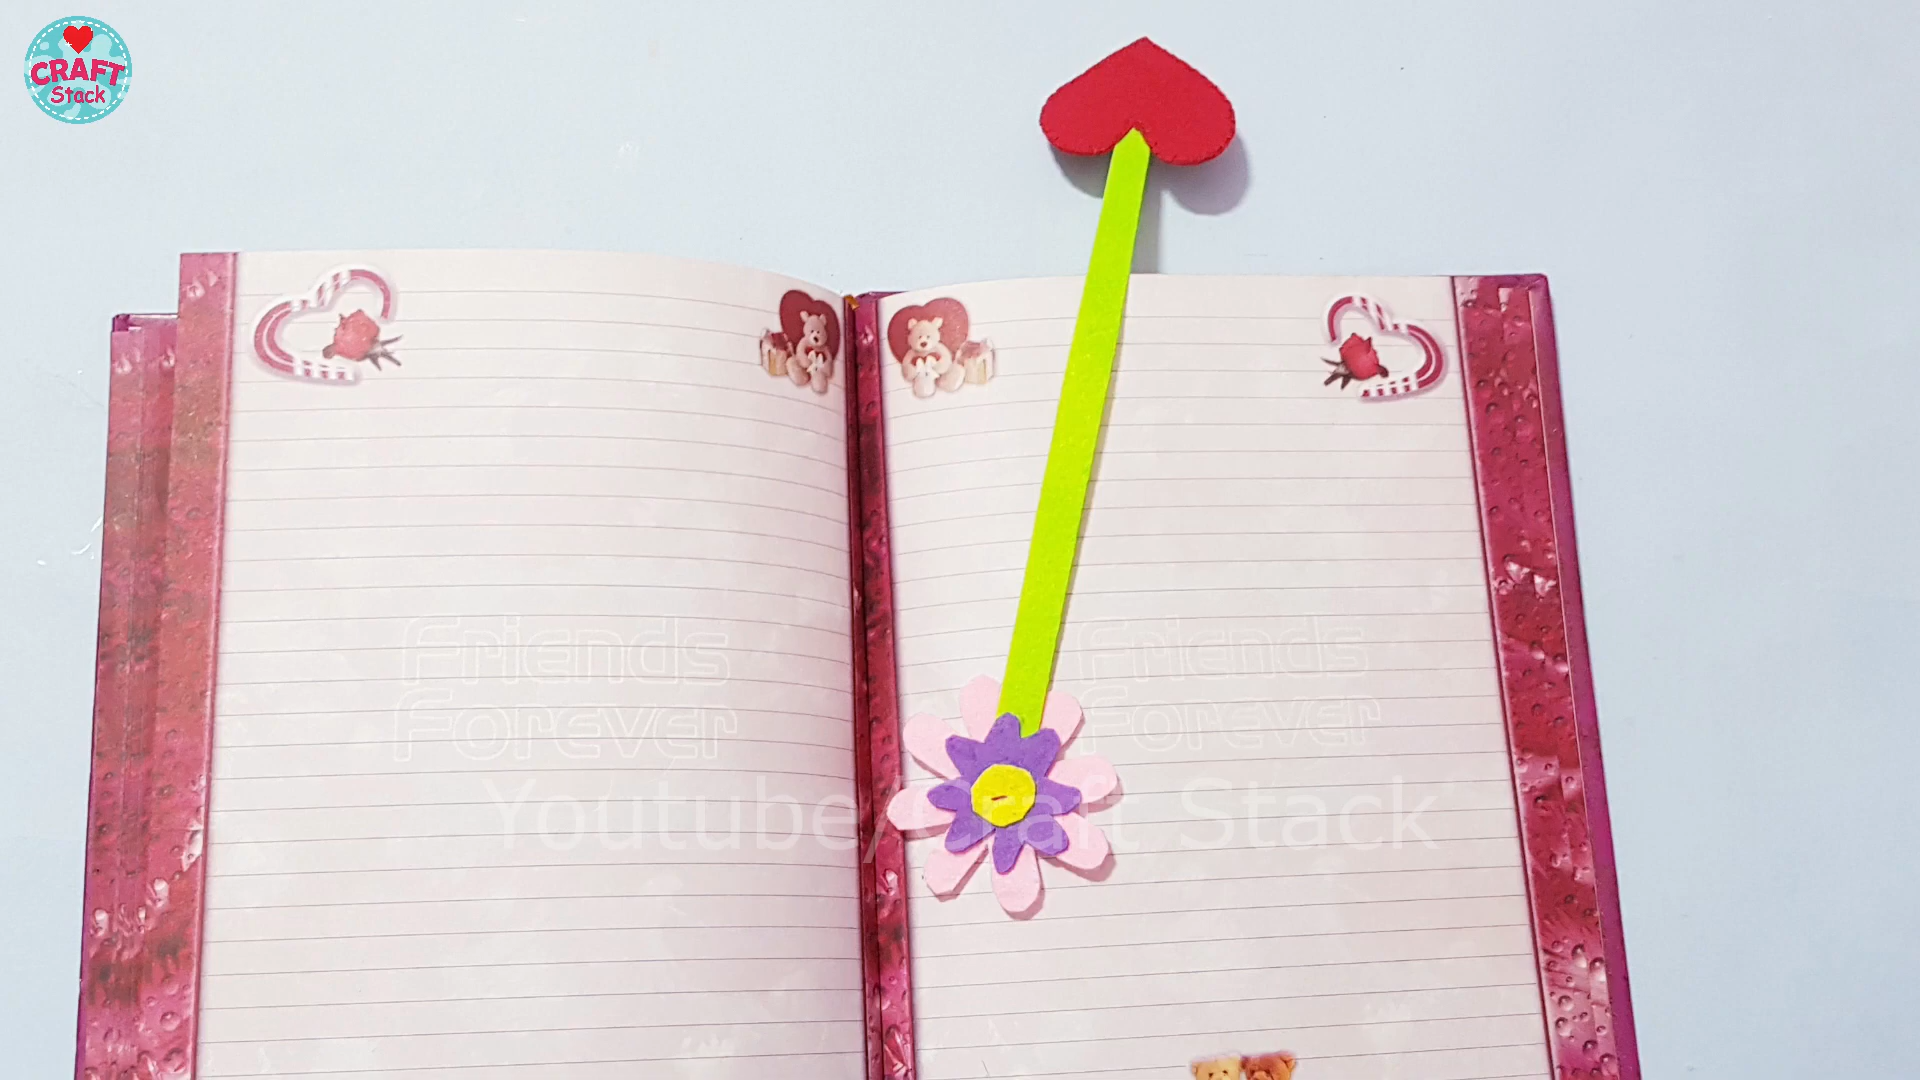 CRAFT
Stack
Friends
Forever
Friends
Forever
Youtube/Craft Stack